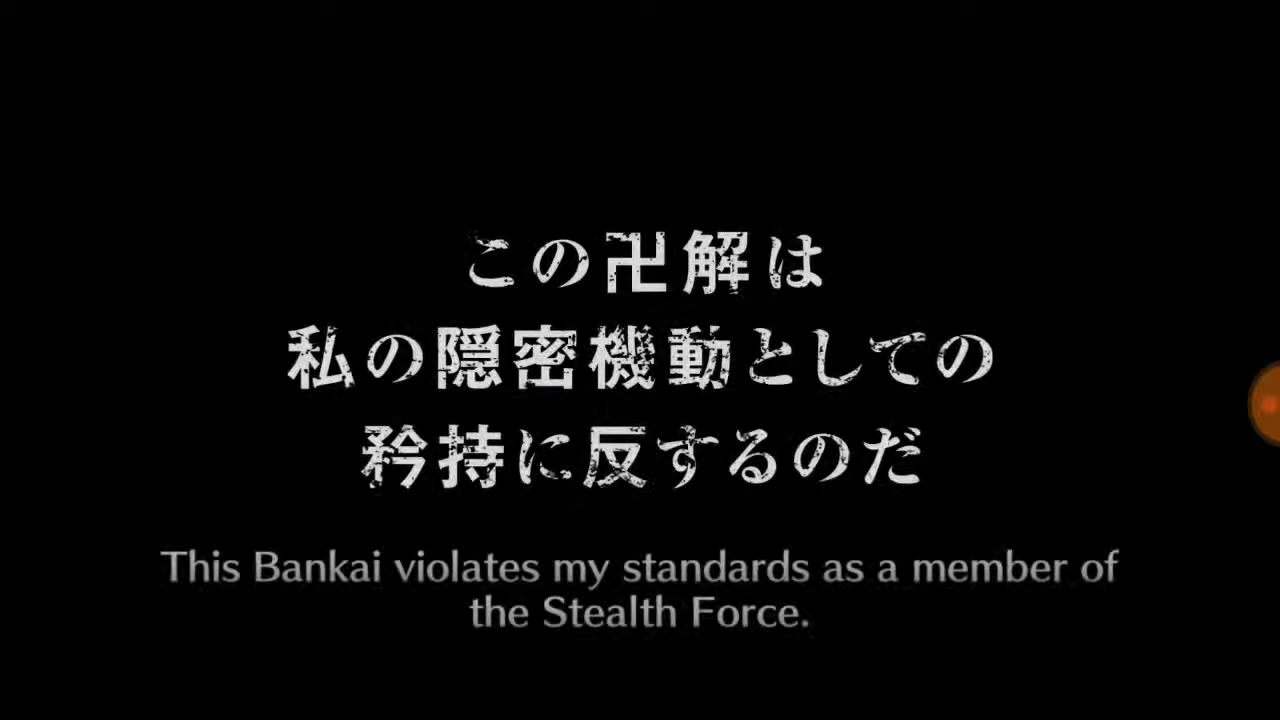 この卍解は
私の隠密機動としての
矜持に反するのだ
This Bankai violates my standards as a member of
the Stealth Force.